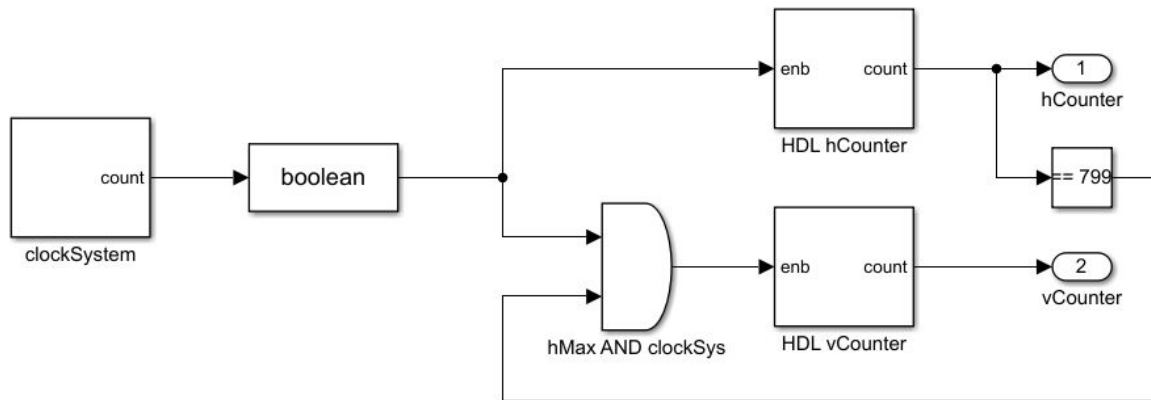 enb
count
HDL hCounter
1
hCounter
== 799
count
clockSystem
boolean
hMax AND clockSys
enb
count
HDL vCounter
2
vCounter